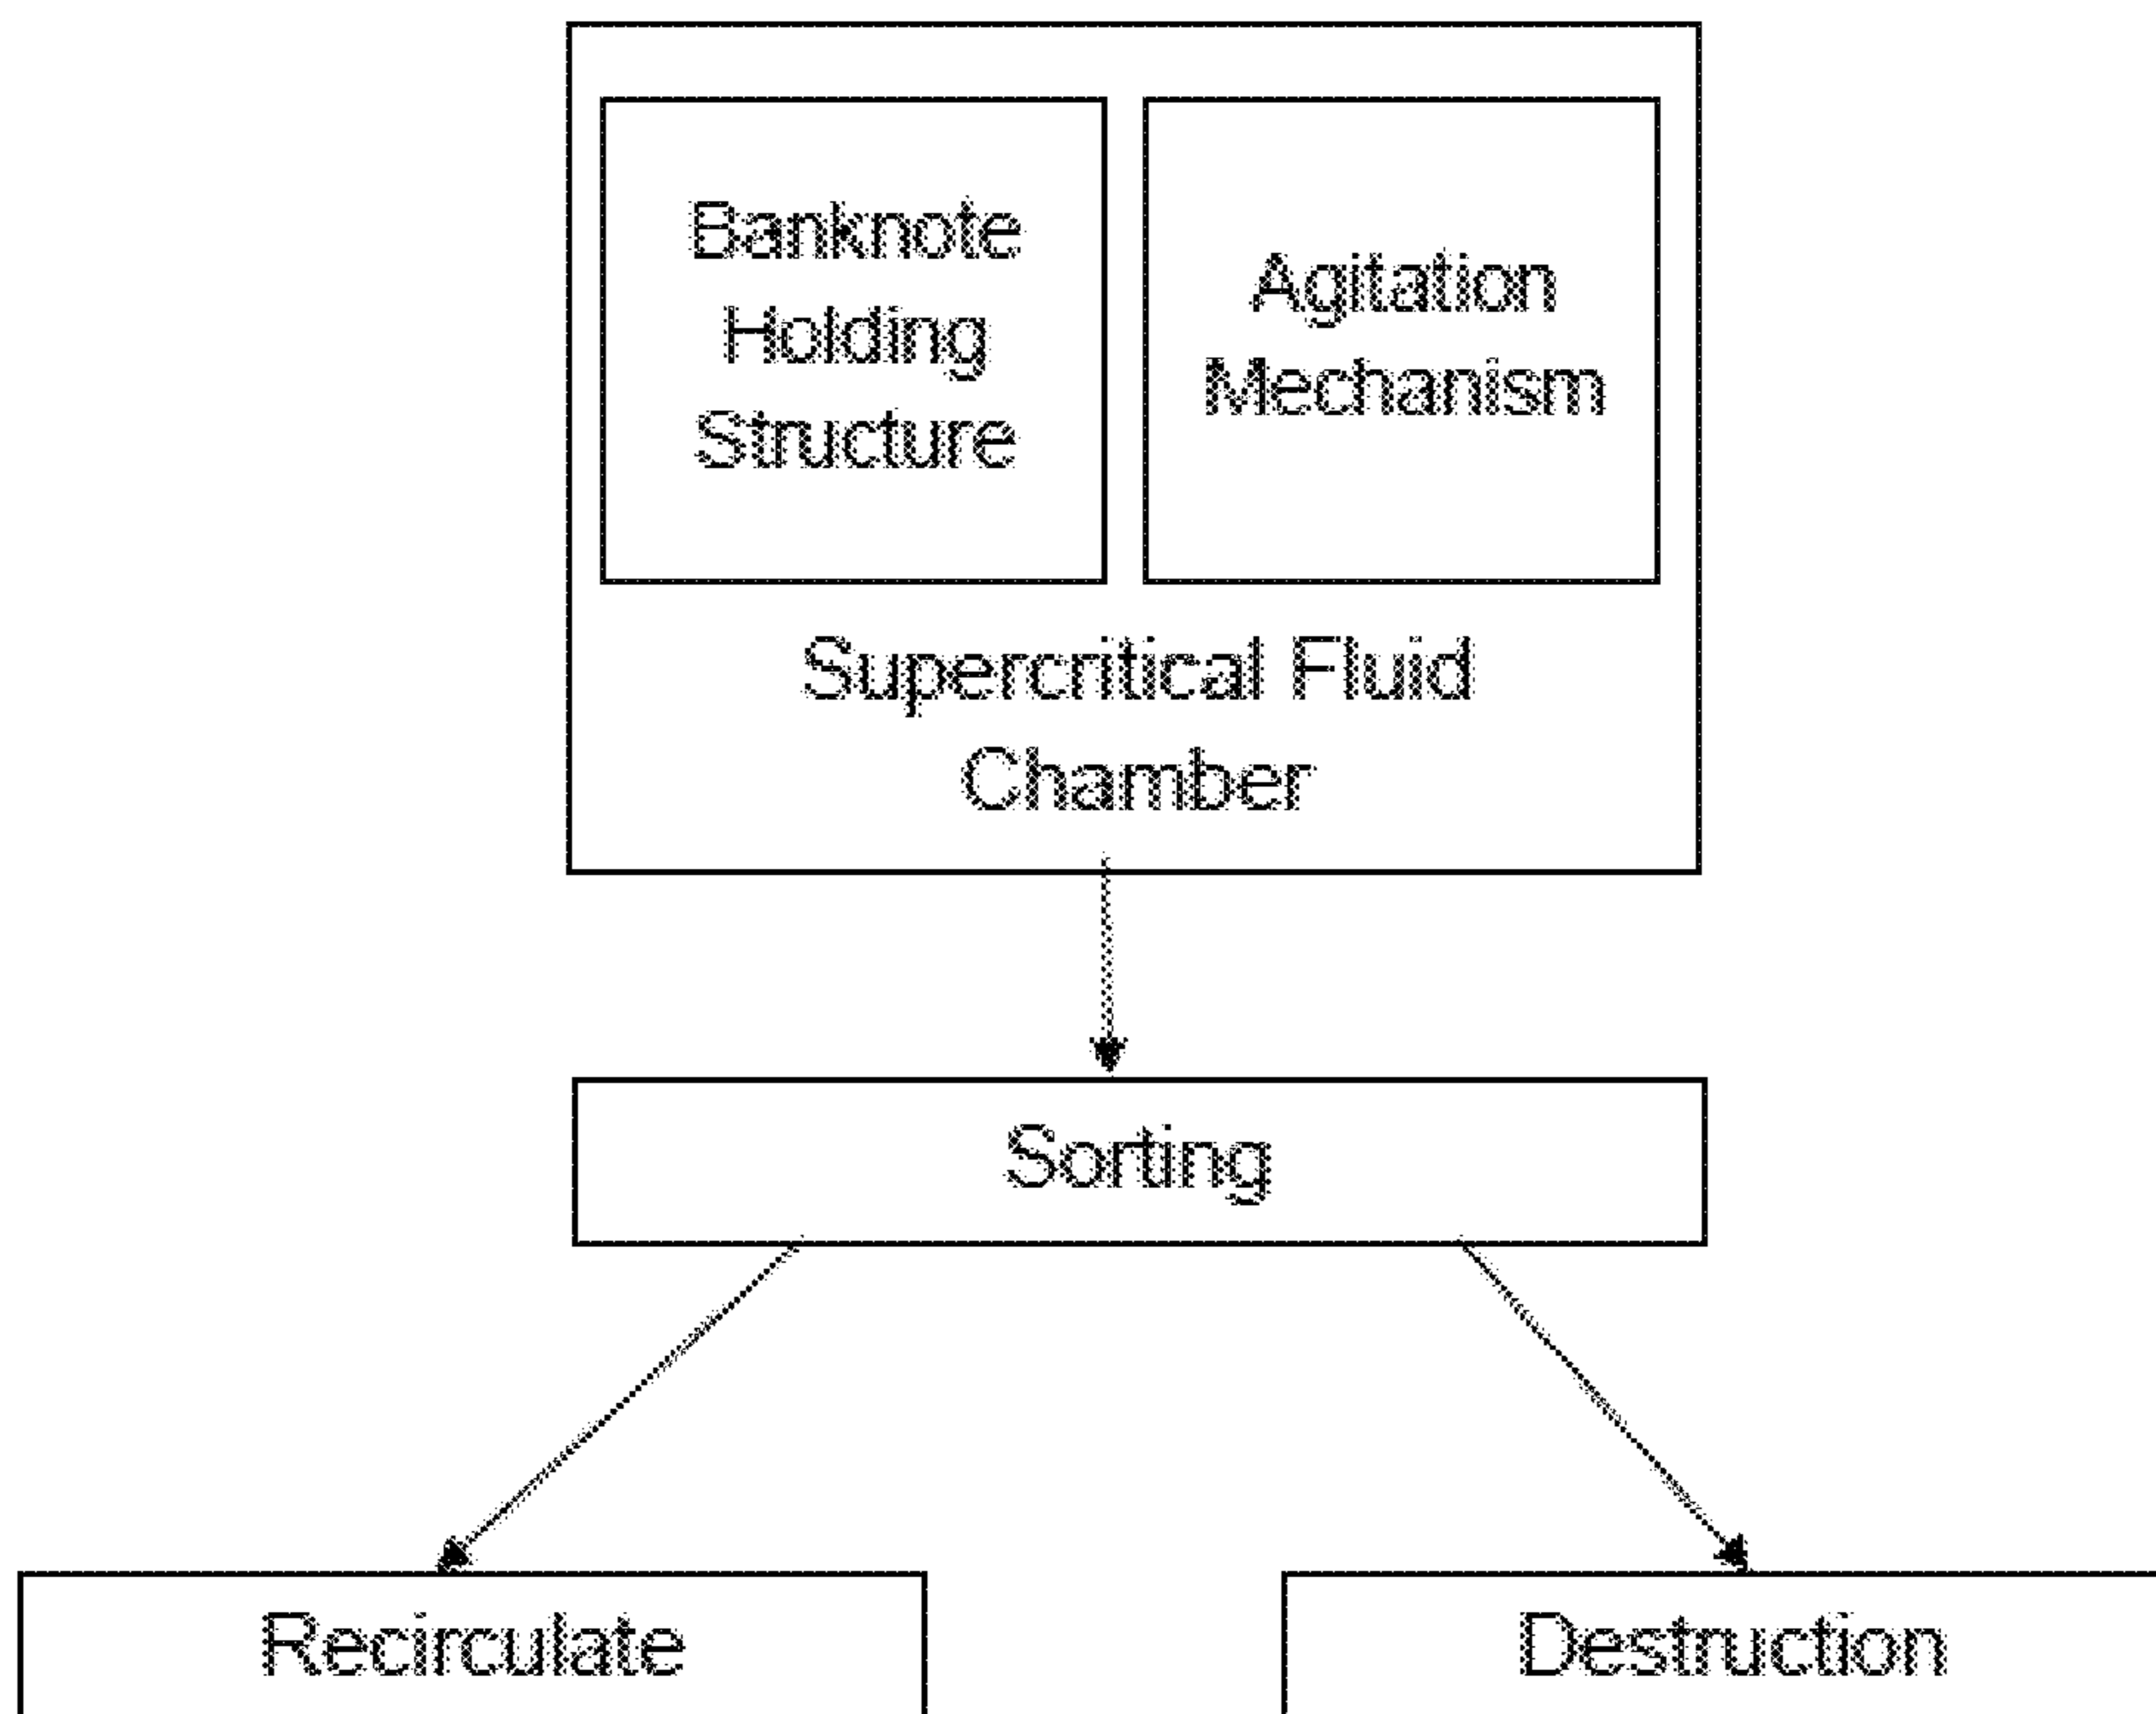 Banknote
Holding
Structure
Agitation
Mechanism
Supercritical Fluid
Chamber
Sorting
Recirculate
Destruction